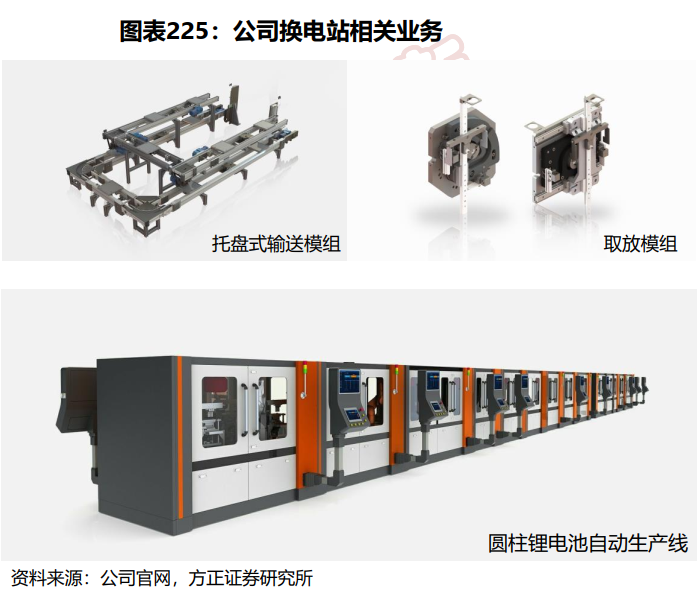 图表225：公司换电站相关业务
托盘式输送模组
取放模组
圆柱锂电池自动生产线
资料来源：公司官网，方正证券研究所